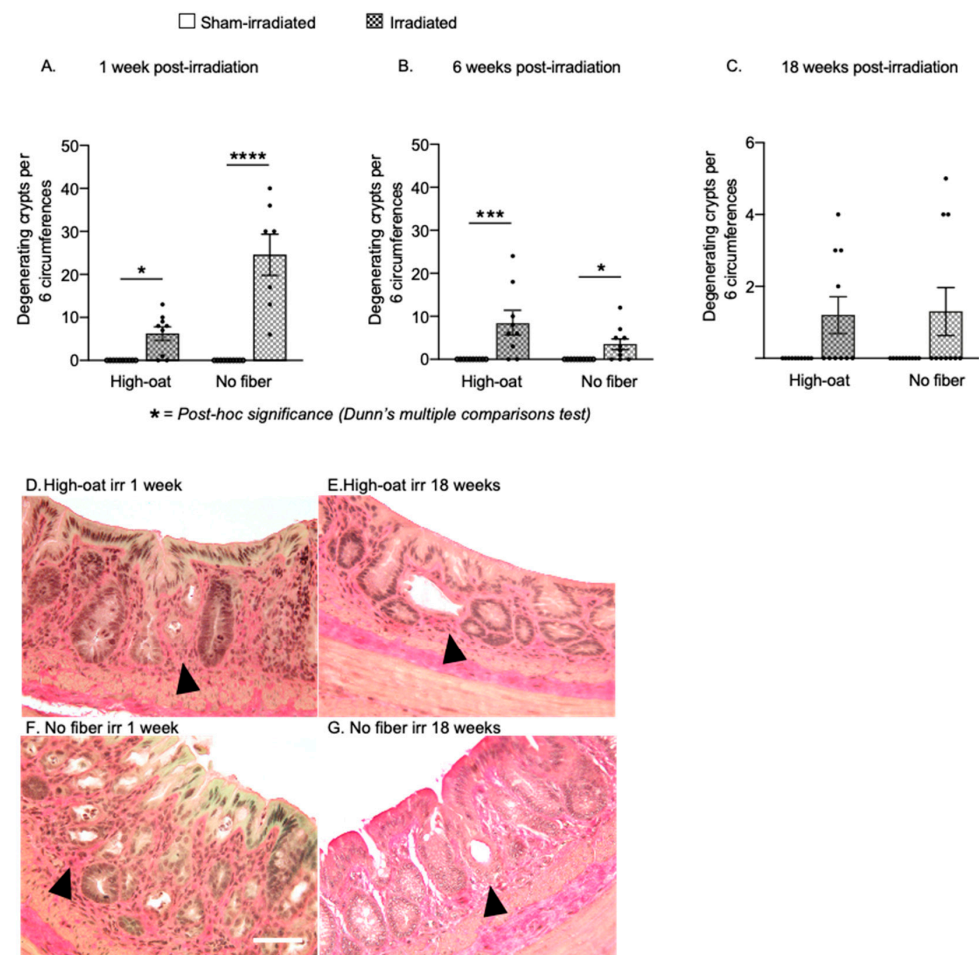 Sham-irradiated Irradiated
A. 1 week post-irradiation
B. 6 weeks post-irradiation
C. 18 weeks post-irradiation
Degenerating crypts per
6 circumferences
50
40
30
20
10
0
*
****
High-oat No fiber
Degenerating crypts per
6 circumferences
50
40
30
20
10
0
***
*
High-oat No fiber
Degenerating crypts per
6 circumferences
6
4
2
High-oat No fiber
* = Post-hoc significance (Dunn's multiple comparisons test)
D. High-oat irr 1 week
E.High-oat irr 18 weeks
F. No fiber irr 1 week
G. No fiber irr 18 weeks